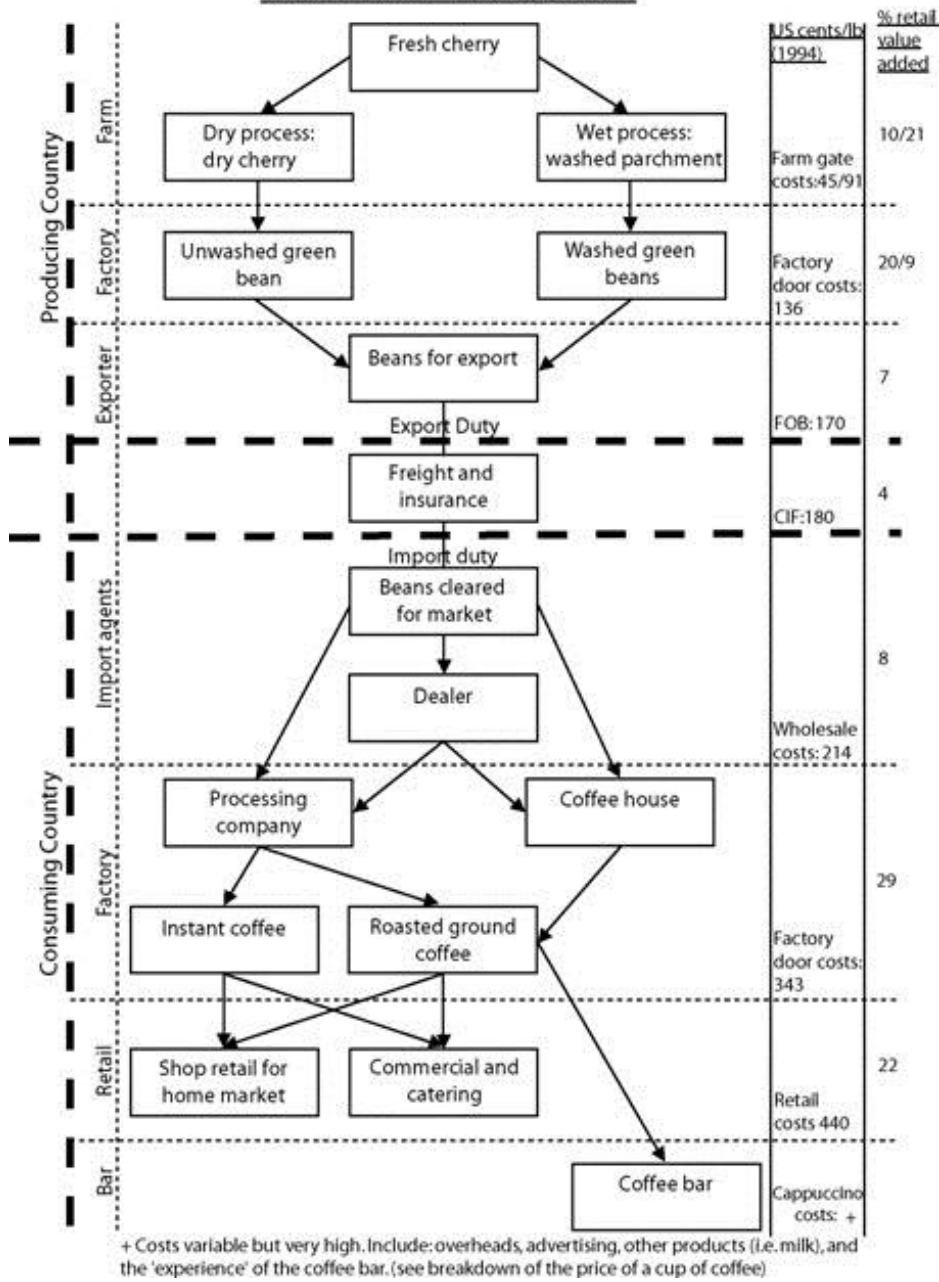 US cents/lb
(1994)
% retail
value
added
Producing Country
Farm
Fresh cherry
Dry process:
dry cherry
Wet process:
washed parchment
Farm gate
costs:45/91
10/21
Factory
Unwashed green
bean
Washed green
beans
Factory
door costs:
136
20/9
Exporter
Beans for export
Export Duty
FOB: 170
7
Freight and
insurance
CIF:180
4
Import duty
Consuming Country
Import agents
Beans cleared
for market
Dealer
Wholesale
costs: 214
8
Factory
Processing
company
Coffee house
Instant coffee
Roasted ground
coffee
Factory
door costs:
343
29
Retail
Shop retail for
home market
Commercial and
catering
Retail
costs 440
22
Bar
Coffee bar
Cappuccino
costs: +
+ Costs variable but very high. Include: overheads, advertising, other products (i.e. milk), and
the 'experience' of the coffee bar. (see breakdown of the price of a cup of coffee)